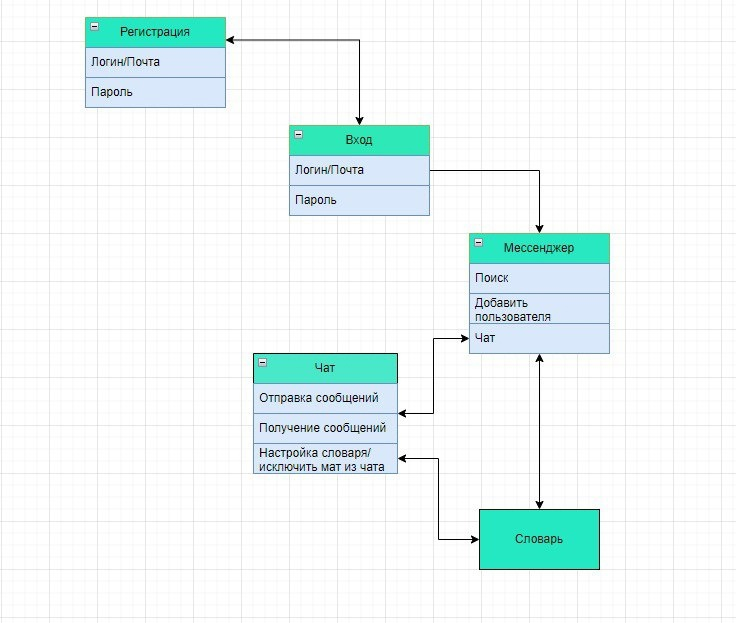 Регистрация
Логин/Почта
Пароль
Вход
Логин/Почта
Пароль
Мессенджер
Поиск
Добавить
пользователя
Чат
Чат
Отправка сообщений
Получение сообщений
Настройка словаря/
исключить мат из чата
Словарь